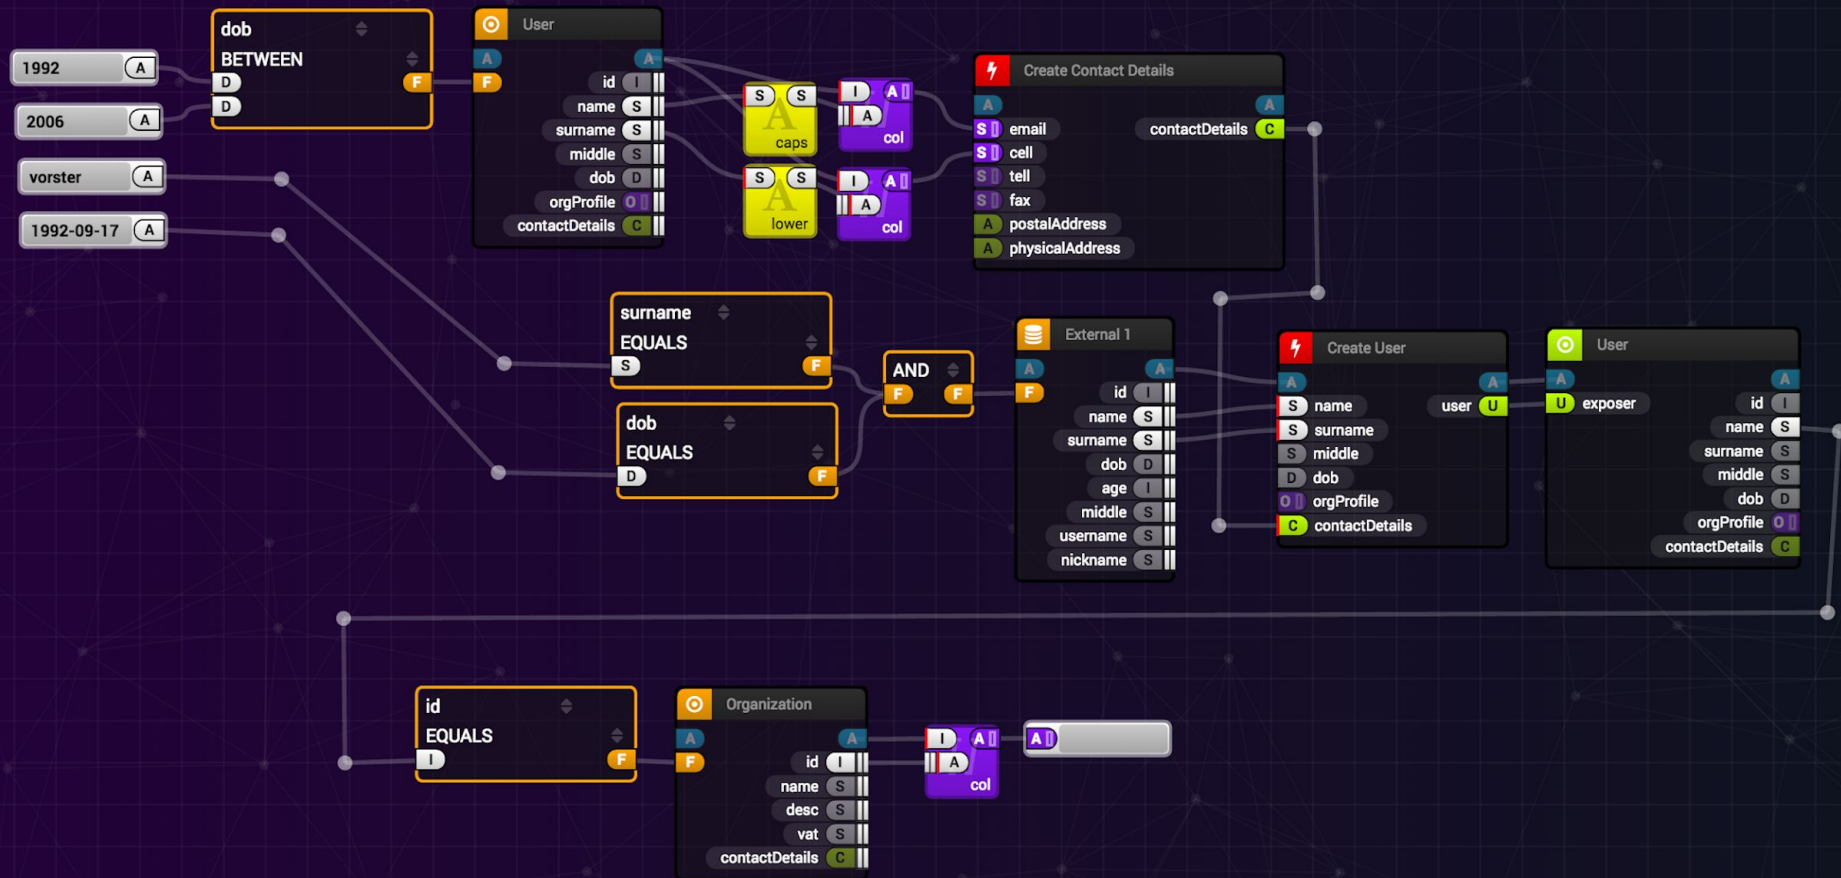 1992 A
2006 A
vorster A
1992-09-17 A
dob
BETWEEN
D F
D
User
A A
F
id I
name S
surname S
middle S
dob D
orgProfile O []
contactDetails C
S S
A
caps
S S
A
lower
I A []
A
col
I A []
A
col
Create Contact Details
A A
S [] email contactDetails C
S [] cell
S [] tell
S [] fax
A postalAddress
A physicalAddress
surname
EQUALS
S F
dob
EQUALS
D F
AND
F F
External 1
A A
F id I
name S
surname S
dob D
age I
middle S
username S
nickname S
Create User
A A
S name user U
S surname
S middle
D dob
O [] orgProfile
C contactDetails
User
A A
U exposer id I
name S
surname S
middle S
dob D
orgProfile O []
contactDetails C
id
EQUALS
I F
Organization
A A
F id I
name S
desc S
vat S
contactDetails C
I A []
A
col
A []